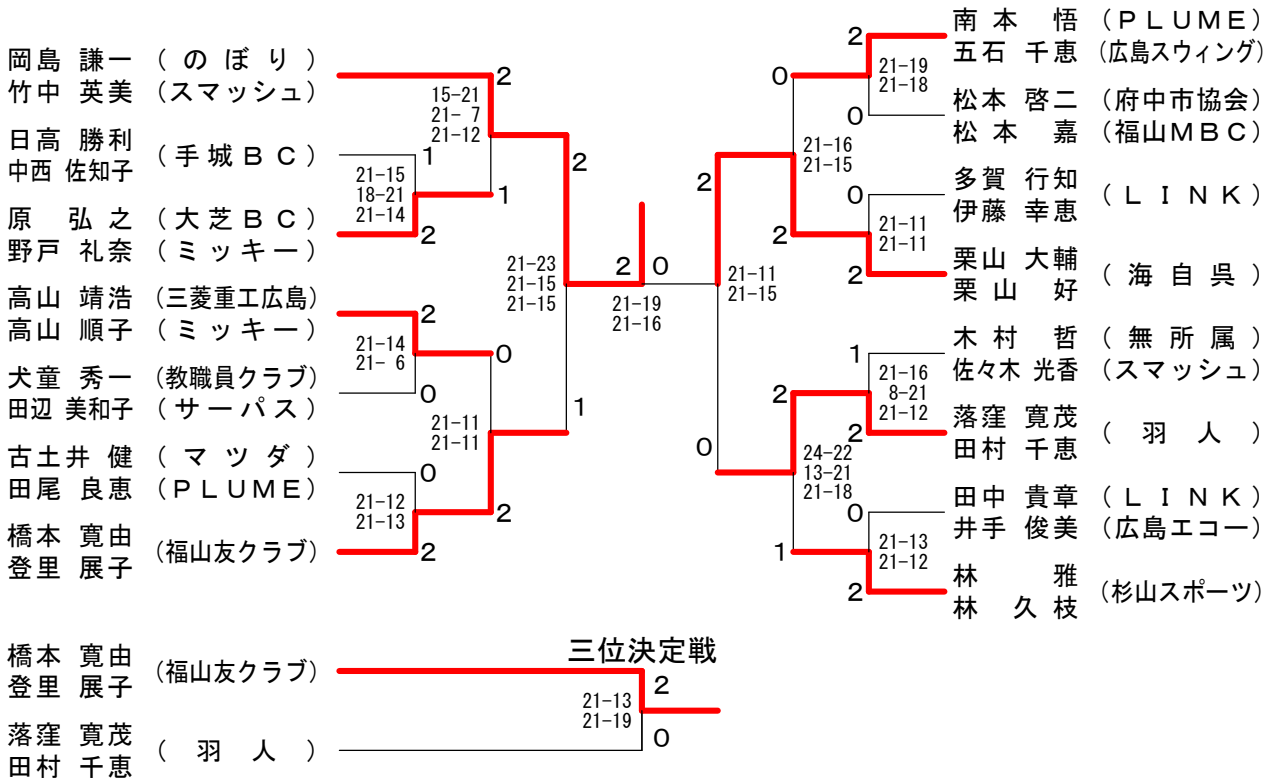 岡島 謙一 (のぼり)
竹中 英美 (スマッシュ)
日高 勝利
中西 佐知子
(手城BC)
原 弘之 (大芝BC)
野戸 礼奈 (ミッキー)
高山 靖浩 (三菱重工広島)
高山 順子 (ミッキー)
犬童 秀一 (教職員クラブ)
田辺 美和子 (サーパス)
古土井 健 (マツダ)
田尾 良恵 (PLUME)
橋本 寛由
登里 展子
(福山友クラブ)
2
15-21
21- 7
21-12
1
1
21-15
18-21
21-14
2
2
21-14
21- 6
0
0
21-11
21-11
2
0
21-12
21-13
2
2
21-23
21-15
21-15
1
2
0
21-19
21-16
2
21-11
21-15
0
0
21-16
21-15
2
2
24-22
13-21
21-18
1
2
21-19
21-18
0
0
21-11
21-11
2
1
21-16
8-21
21-12
2
0
21-13
21-12
2
南本 悟 (PLUME)
五石 千恵 (広島スウィング)
松本 啓二 (府中市協会)
松本 嘉 (福山MBC)
多賀 行知
伊藤 幸恵
(LINK)
栗山 大輔
栗山 好
(海自呉)
木村 哲 (無所属)
佐々木 光香 (スマッシュ)
落窪 寛茂
田村 千恵
(羽人)
田中 貴章 (LINK)
井手 俊美 (広島エコー)
林 雅
林 久枝
(杉山スポーツ)
三位決定戦
橋本 寛由
登里 展子
(福山友クラブ)
2
21-13
21-19
0
落窪 寛茂
田村 千恵
(羽人)